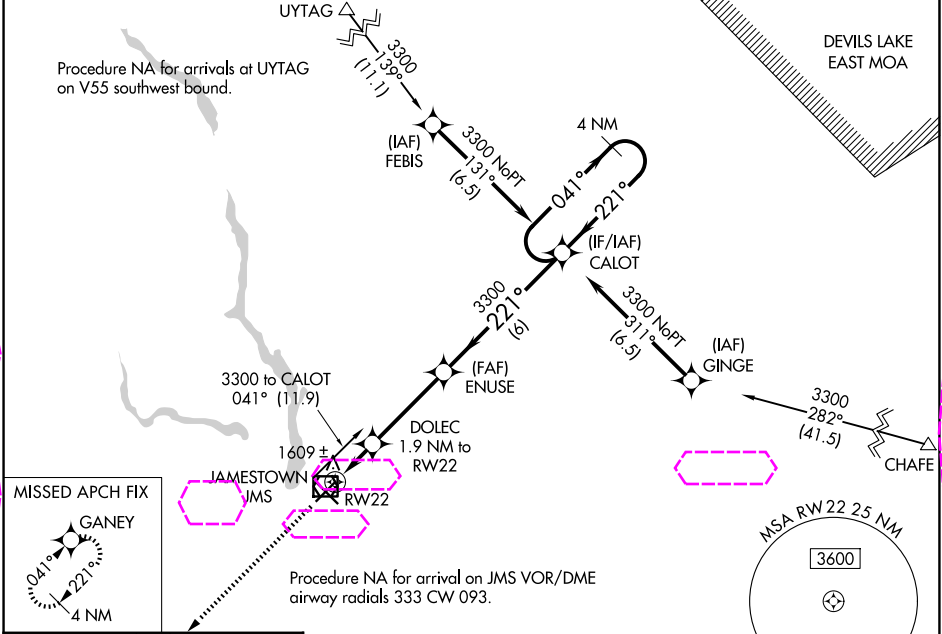 UYTAG
3300
139°
(11.1)
Procedure NA for arrivals at UYTAG
on V55 southwest bound.
DEVILS LAKE
EAST MOA
(IAF)
FEBIS
3300 NoPT
131°
(6.5)
4 NM
041°
221°
(IF/IAF)
CALOT
3300
221°
(6)
3300 NoPT
311°
(6.5)
(IAF)
GINGE
(FAF)
ENUSE
3300
282°
(41.5)
CHAFE
3300 to CALOT
041° (11.9)
DOLEC
1.9 NM to
RW22
1609 ±
JAMESTOWN
JMS
RW22
MISSED APCH FIX
GANEY
041°
221°
4 NM
Procedure NA for arrival on JMS VOR/DME
airway radials 333 CW 093.
MSA RW 22 25 NM
3600